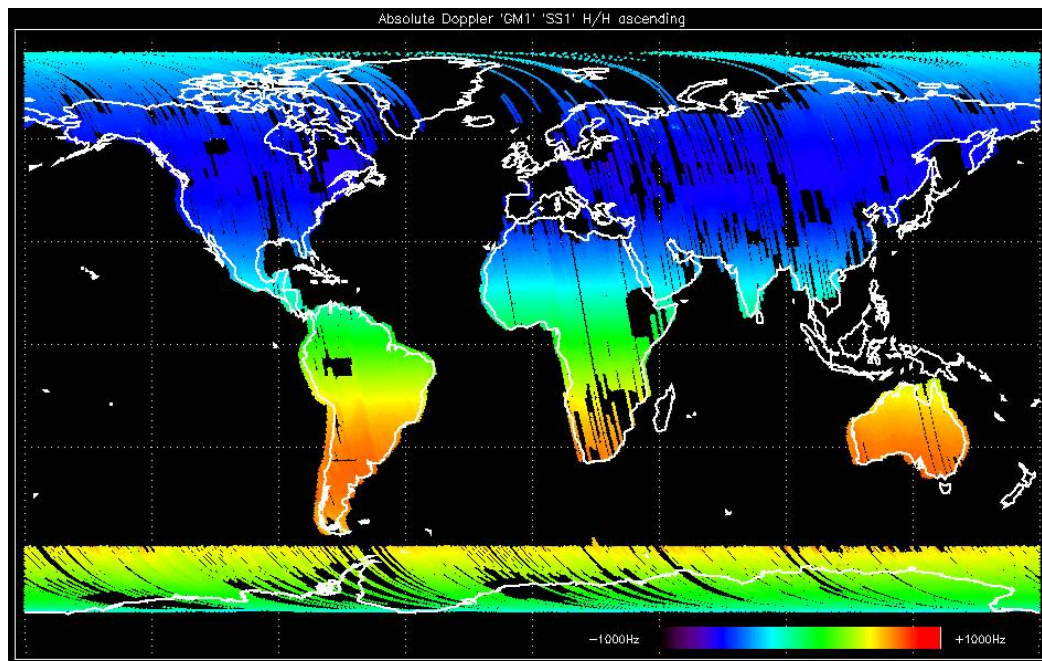 Absolute Doppler 'GM1' 'SS1' H/H ascending
-1000Hz +1000Hz